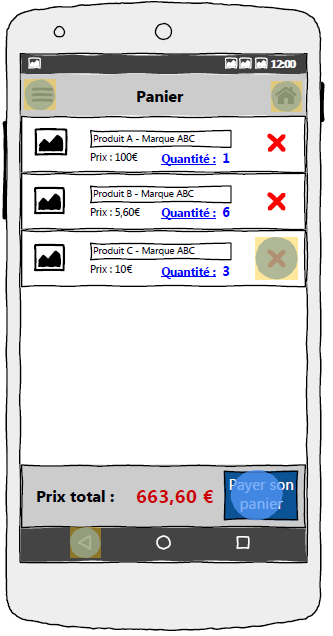 12:00
Panier
Produit A - Marque ABC
Prix : 100€ Quantité : 1
Produit B - Marque ABC
Prix : 5,60€ Quantité : 6
Produit C - Marque ABC
Prix : 10€ Quantité : 3
Prix total : 663,60 €
Payer son
panier